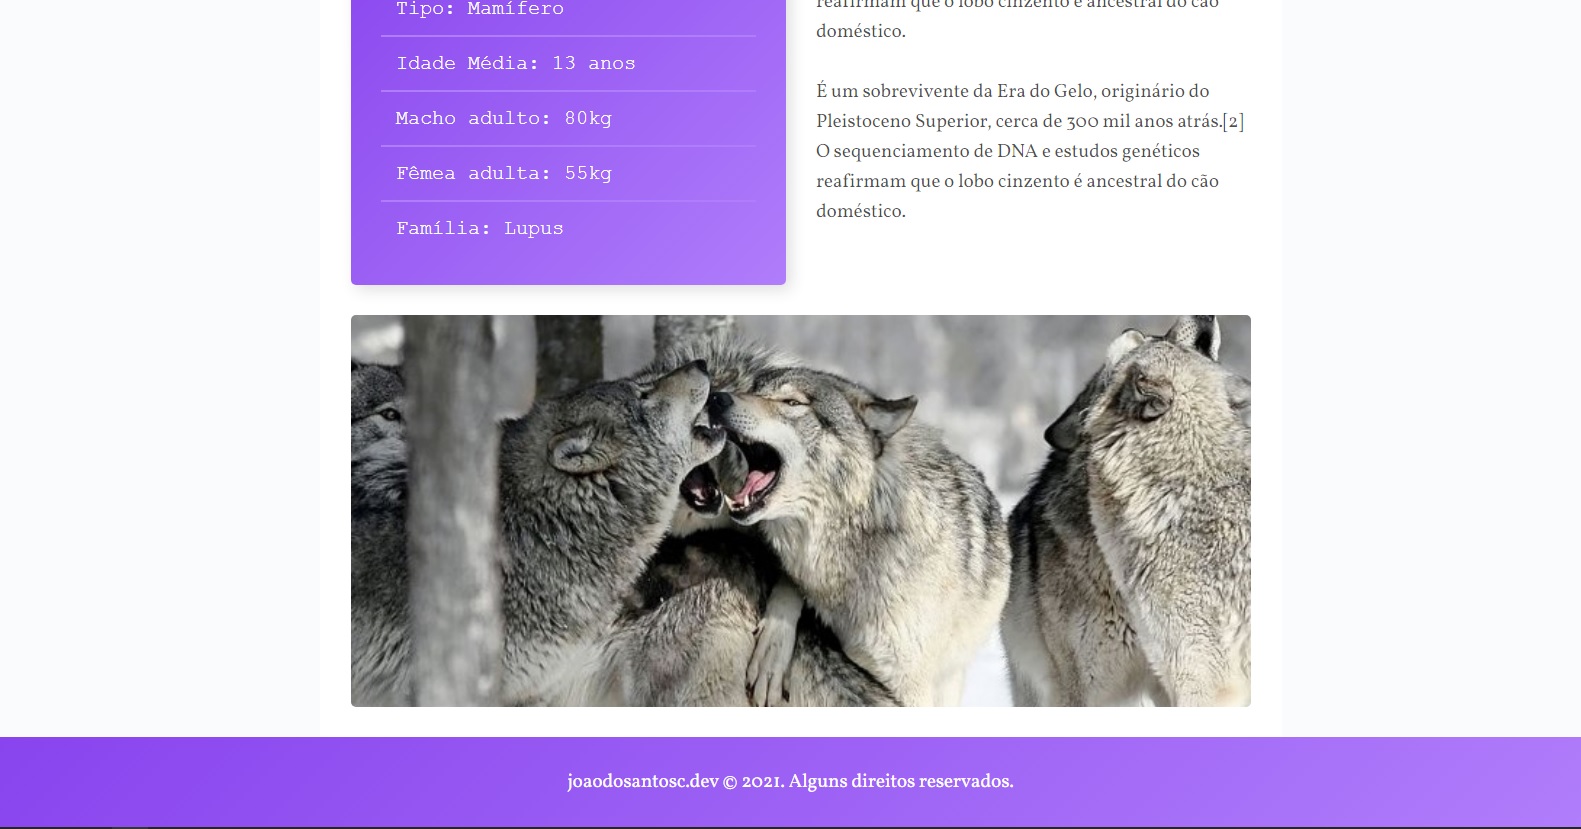 Tipo: Mamífero
Idade Média: 13 anos
Macho adulto: 80kg
Fêmea adulta: 55kg
Família: Lupus
reafirmam que o lobo cinzento é ancestral do cão
doméstico.
É um sobrevivente da Era do Gelo, originário do
Pleistoceno Superior, cerca de 300 mil anos atrás.[2]
O sequenciamento de DNA e estudos genéticos
reafirmam que o lobo cinzento é ancestral do cão
doméstico.
joaodosantosc.dev © 2021. Alguns direitos reservados.